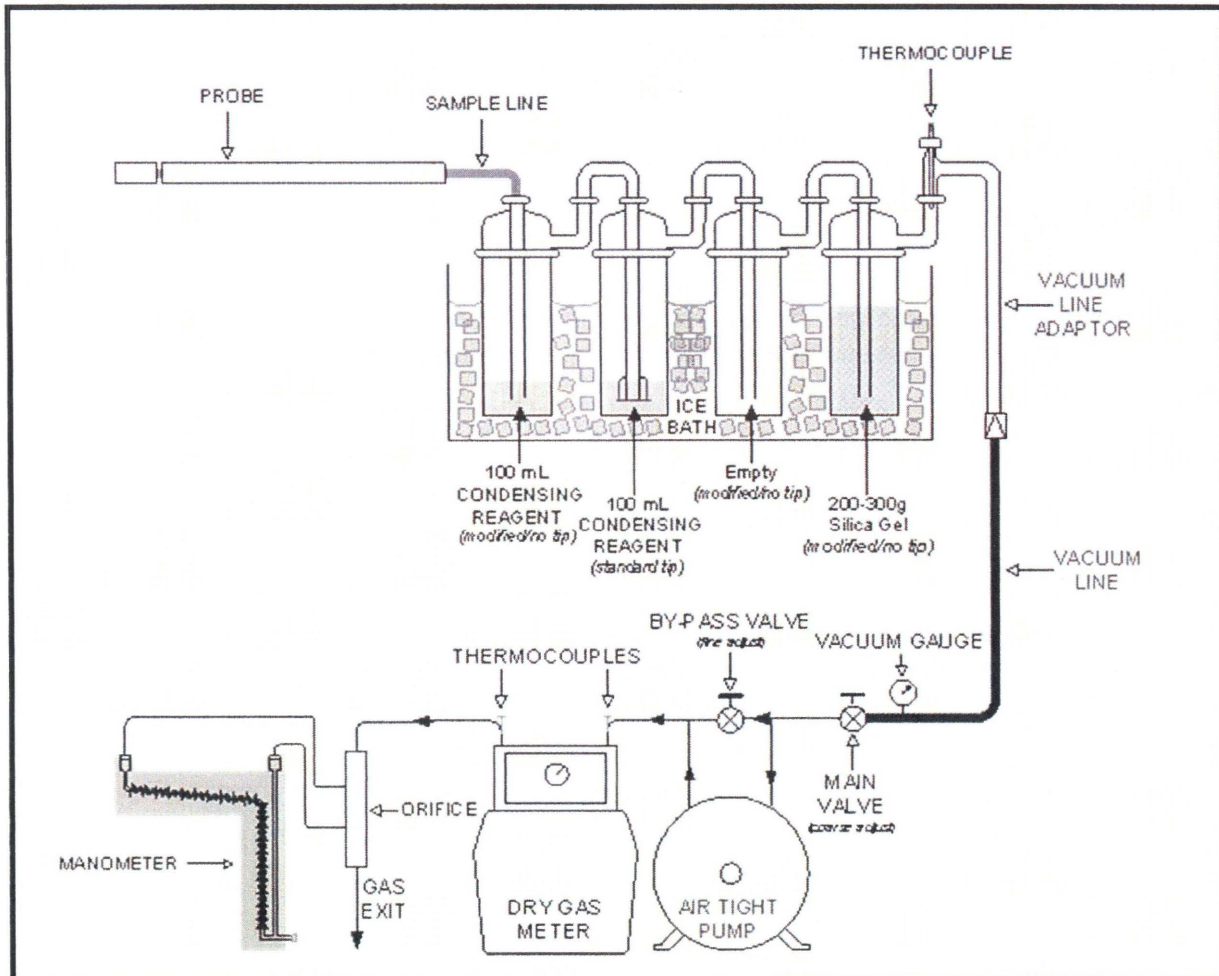 THERMOCOUPLE
PROBE
SAMPLE LINE
VACUUM
LINE
ADAPTOR
ICE
BATH
100 mL
CONDENSING
REAGENT
(modified/no tip)
100 mL
CONDENSING
REAGENT
(standard tip)
Empty
(modified/no tip)
200-300g
Silica Gel
(modified/no tip)
VACUUM
LINE
BY-PASS VALVE
(fine adjust)
VACUUM GAUGE
THERMOCOUPLES
MAIN
VALVE
(coarse adjust)
ORIFICE
MANOMETER
GAS
EXIT
DRY GAS
METER
AIR TIGHT
PUMP